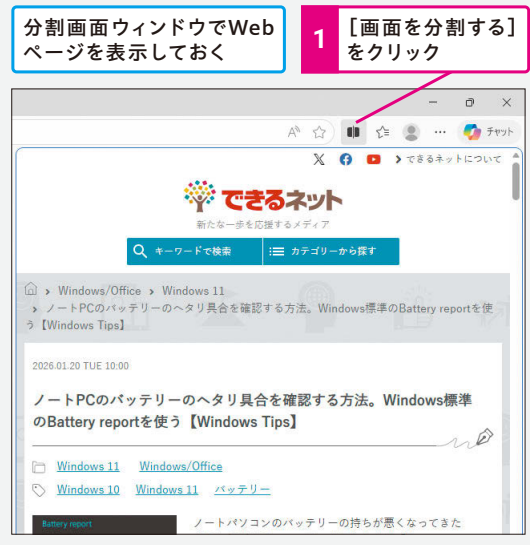 分割画面ウィンドウでWeb
ページを表示しておく
1
[画面を分割する]
をクリック
チャット
できるネットについて
できるネット
新たな一歩を応援するメディア
キーワードで検索
カテゴリーから探す
Windows/Office > Windows 11
> ノートPCのバッテリーのヘタリ具合を確認する方法。Windows標準のBattery reportを使
う【Windows Tips】
2026.01.20 TUE 10:00
ノートPCのバッテリーのヘタリ具合を確認する方法。Windows標準
のBattery reportを使う【Windows Tips】
Windows 11 Windows/Office
Windows 10 Windows 11 バッテリー
Battery report
ノートパソコンのバッテリーの持ちが悪くなってきた